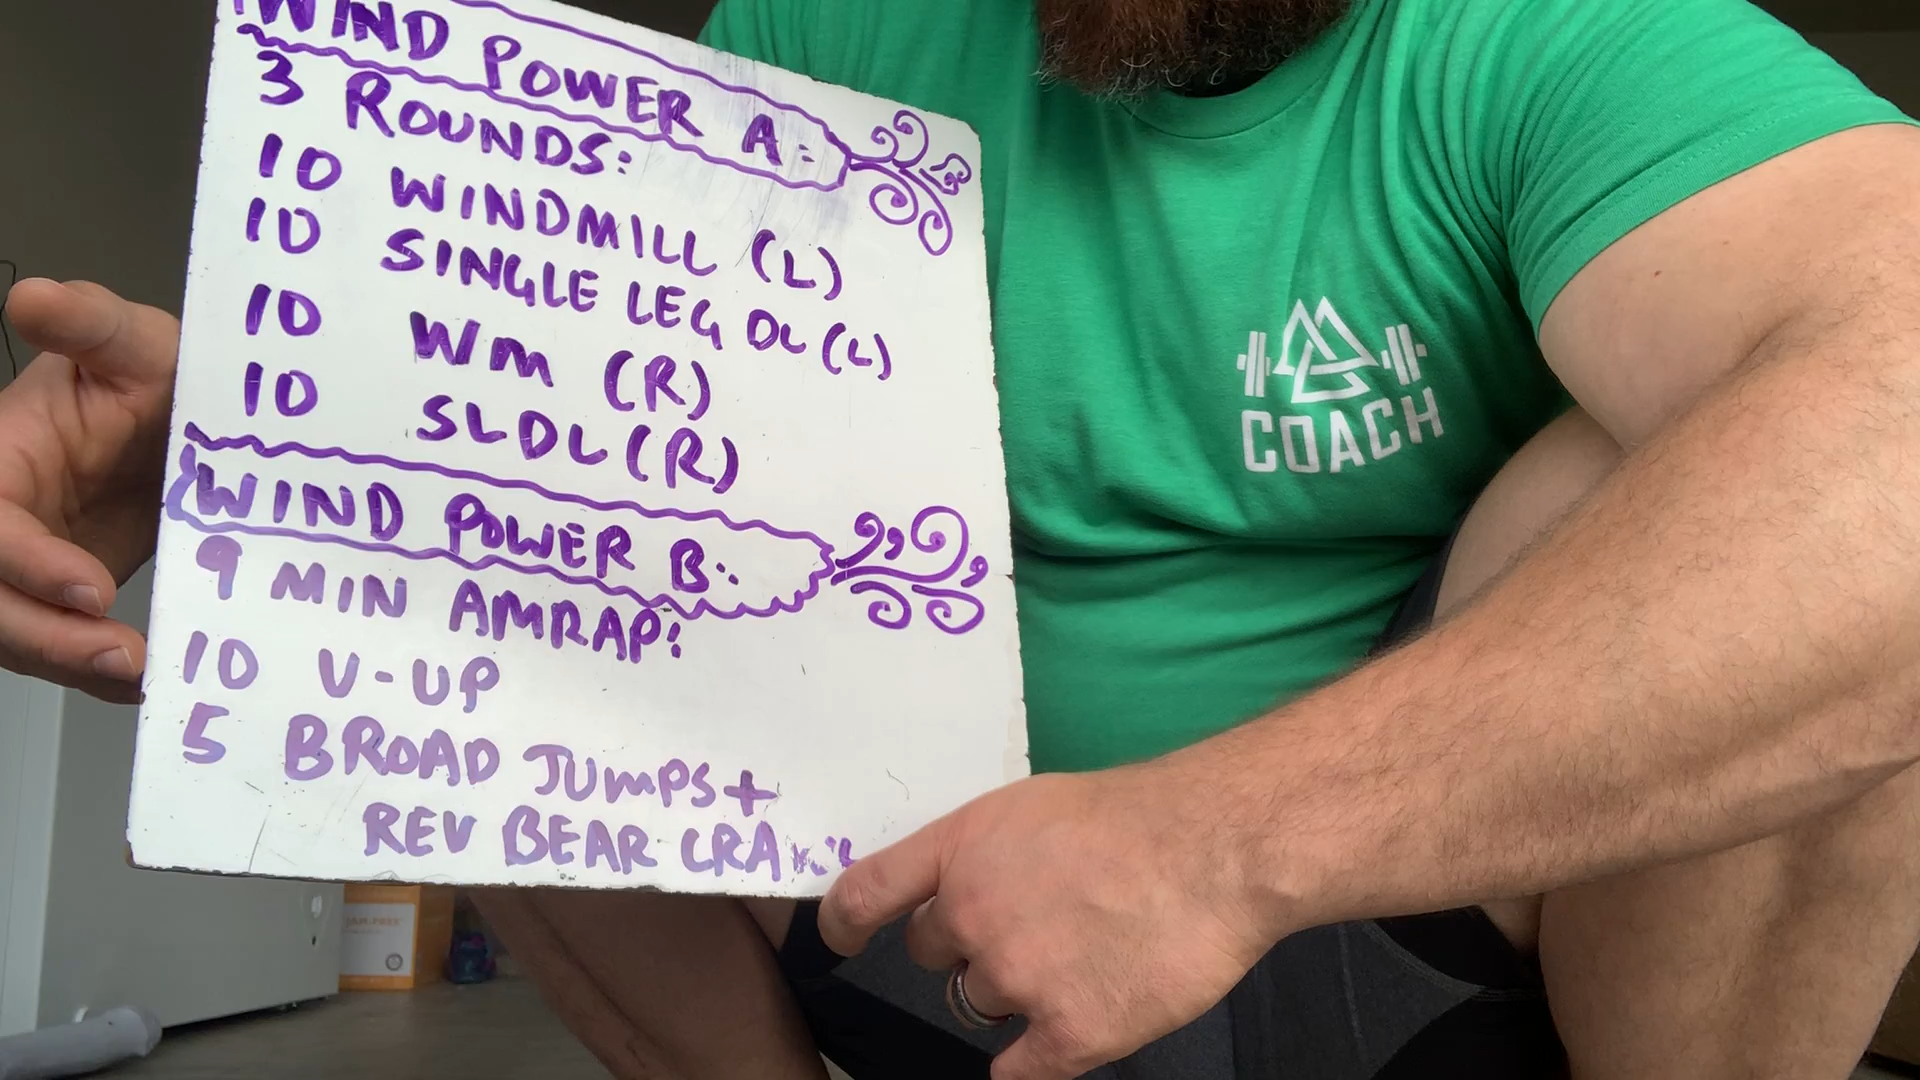 WIND POWER A:
3 ROUNDS:
10 WINDMILL (L)
10 SINGLE LEG DL (L)
10 WM (R)
10 SLDL (R)
WIND POWER B:
9 MIN AMRAP:
10 V-UP
5 BROAD JUMPS +
REV BEAR CRAWL
COACH